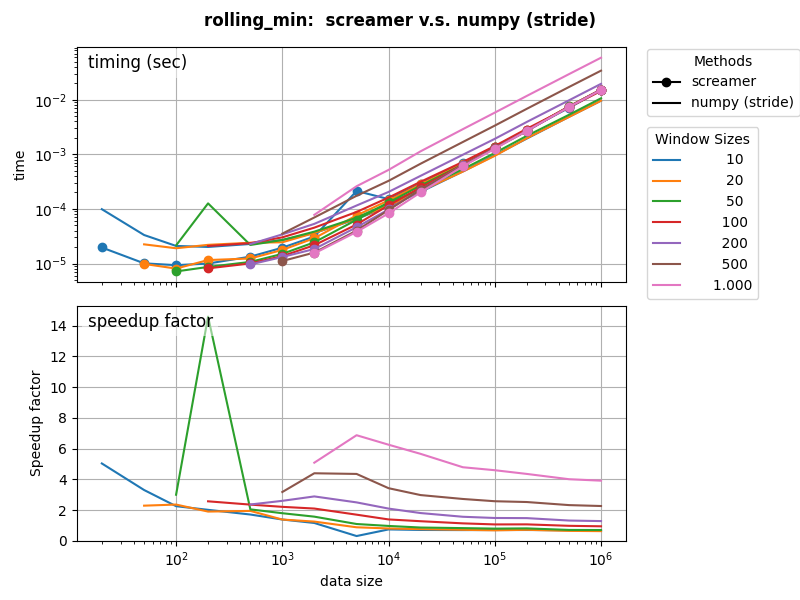 rolling_min:  screamer v.s. numpy (stride)
timing (sec)
10⁻²
10⁻³
10⁻⁴
10⁻⁵
time
Methods
screamer
numpy (stride)
Window Sizes
10
20
50
100
200
500
1.000
speedup factor
14
12
10
8
6
4
2
0
Speedup factor
10²
10³
10⁴
10⁵
10⁶
data size